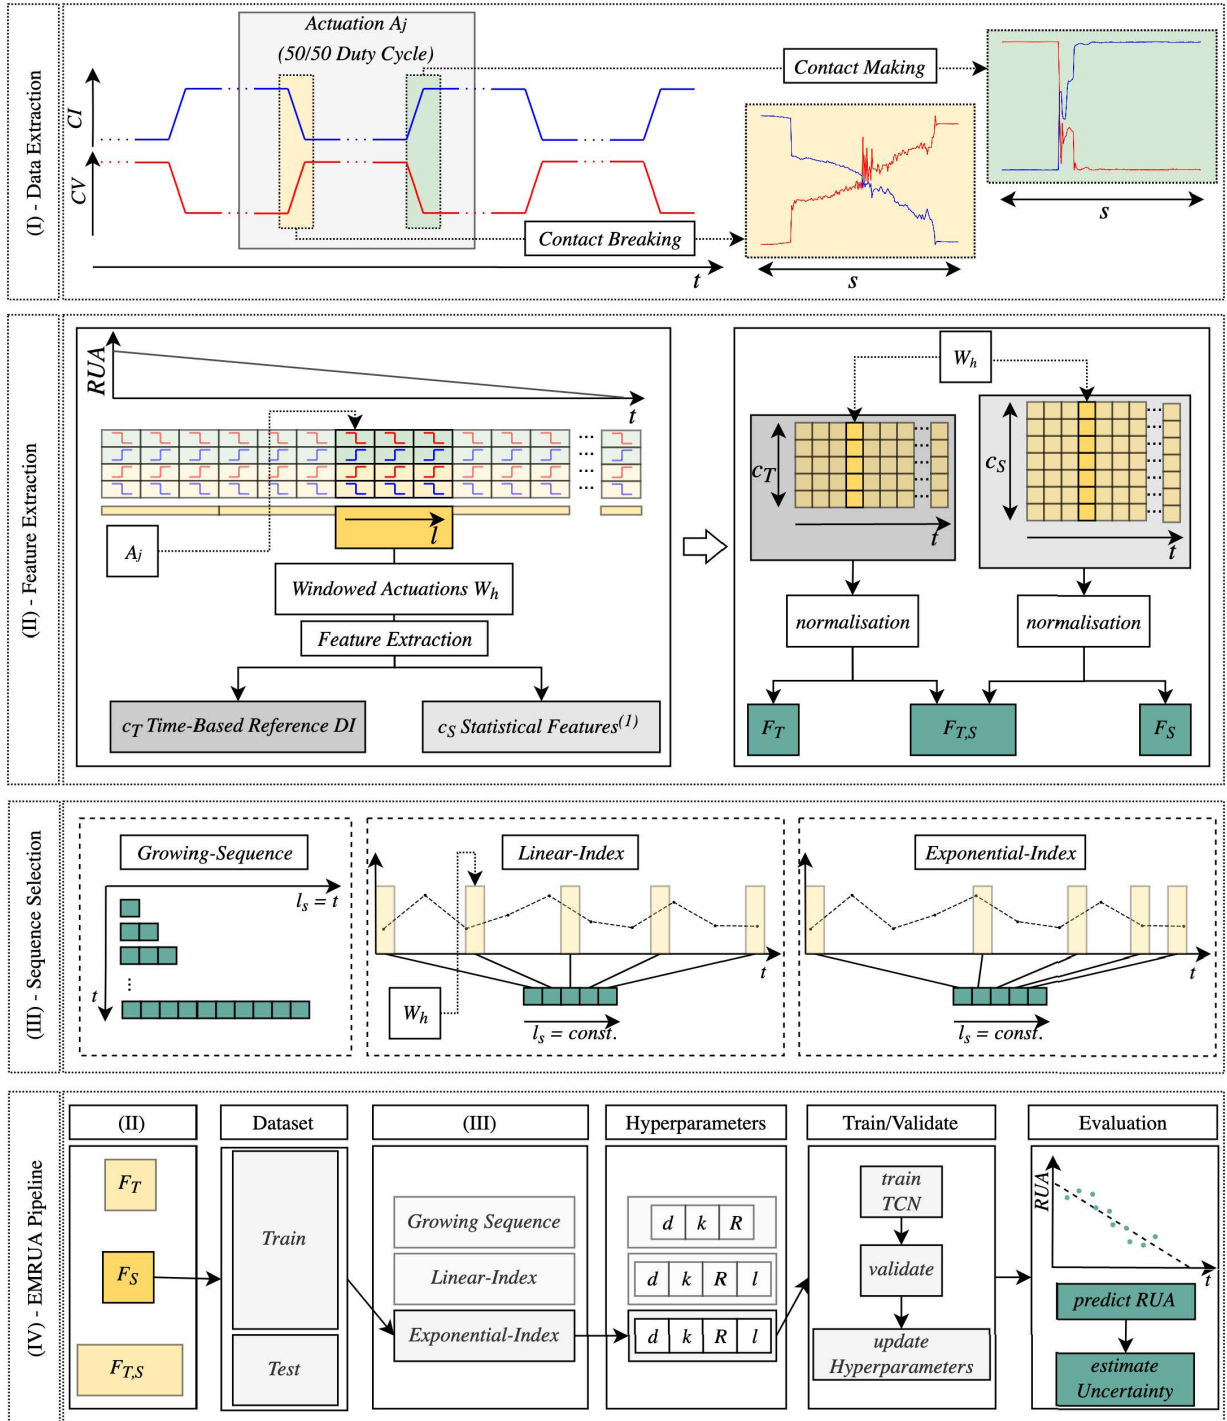 (I) - Data Extraction
Actuation Aj
(50/50 Duty Cycle)
CI
CV
t
Contact Making
Contact Breaking
s
s
(II) - Feature Extraction
RUA
t
Aj
l
Windowed Actuations Wh
Feature Extraction
cT Time-Based Reference DI
cS Statistical Features(1)
Wh
cT
t
cS
t
normalisation
normalisation
FT
FT,S
FS
(III) - Sequence Selection
Growing-Sequence
ls = t
t
Linear-Index
t
Wh
ls = const.
Exponential-Index
t
ls = const.
(IV) - EMRUA Pipeline
(II)
Dataset
(III)
Hyperparameters
Train/Validate
Evaluation
FT
FS
FT,S
Train
Test
Growing Sequence
Linear-Index
Exponential-Index
d k R
d k R l
d k R l
train
TCN
validate
update
Hyperparameters
RUA
t
predict RUA
estimate
Uncertainty